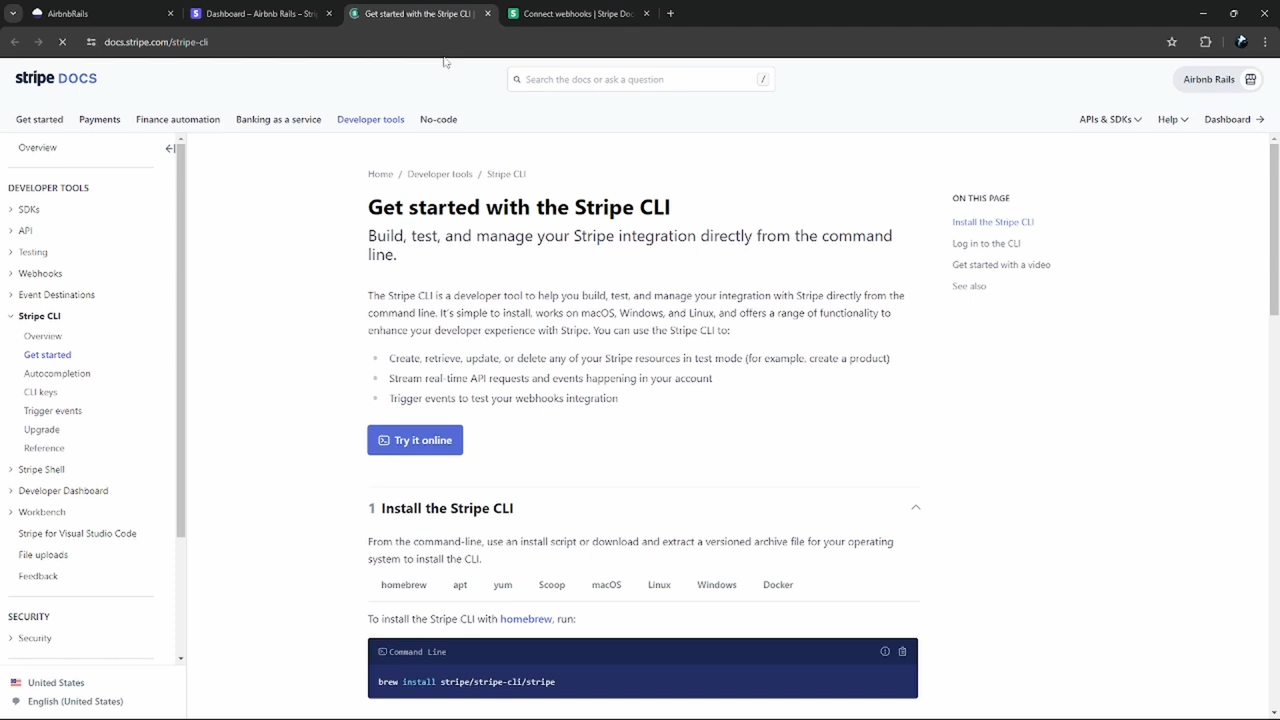 AirbnbRails
Dashboard – Airbnb Rails – Str
Get started with the Stripe CLI |
Connect webhooks | Stripe Doc
docs.stripe.com/stripe-cli
stripe DOCS
Search the docs or ask a question
/
Airbnb Rails
Get started
Payments
Finance automation
Banking as a service
Developer tools
No-code
APIs & SDKs
Help
Dashboard
Overview
DEVELOPER TOOLS
SDKs
API
Testing
Webhooks
Event Destinations
Stripe CLI
Overview
Get started
Autocompletion
CLI keys
Trigger events
Upgrade
Reference
Stripe Shell
Developer Dashboard
Workbench
Stripe for Visual Studio Code
File uploads
Feedback
SECURITY
Security
United States
English (United States)
Home / Developer tools / Stripe CLI
Get started with the Stripe CLI
Build, test, and manage your Stripe integration directly from the command
line.
The Stripe CLI is a developer tool to help you build, test, and manage your integration with Stripe directly from the
command line. It's simple to install, works on macOS, Windows, and Linux, and offers a range of functionality to
enhance your developer experience with Stripe. You can use the Stripe CLI to:
• Create, retrieve, update, or delete any of your Stripe resources in test mode (for example, create a product)
• Stream real-time API requests and events happening in your account
• Trigger events to test your webhooks integration
Try it online
1 Install the Stripe CLI
From the command-line, use an install script or download and extract a versioned archive file for your operating
system to install the CLI.
homebrew
apt
yum
Scoop
macOS
Linux
Windows
Docker
To install the Stripe CLI with homebrew, run:
Command Line
brew install stripe/stripe-cli/stripe
ON THIS PAGE
Install the Stripe CLI
Log in to the CLI
Get started with a video
See also